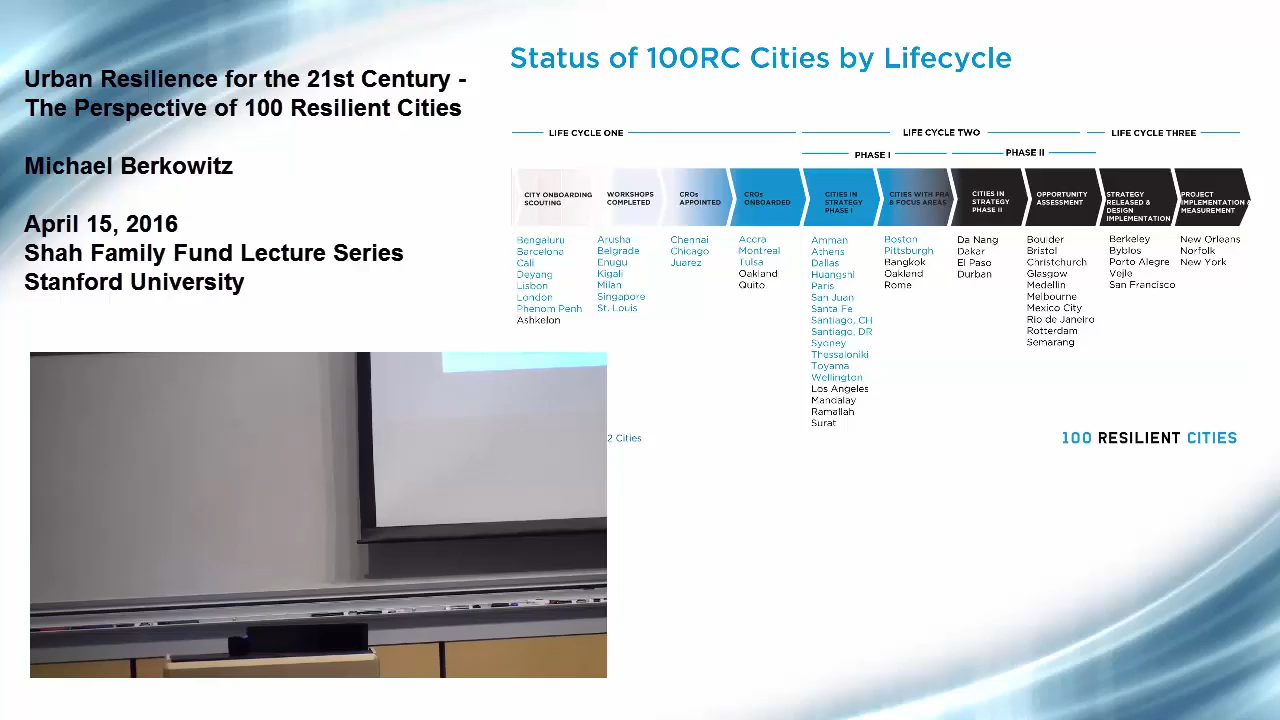 Urban Resilience for the 21st Century -
The Perspective of 100 Resilient Cities
Michael Berkowitz
April 15, 2016
Shah Family Fund Lecture Series
Stanford University
Status of 100RC Cities by Lifecycle
LIFE CYCLE ONE
LIFE CYCLE TWO
LIFE CYCLE THREE
PHASE I
PHASE II
CITY ONBOARDING
SCOUTING
Bengaluru
Barcelona
Cali
Deyang
Lisbon
London
Phenom Penh
Ashkelon
WORKSHOPS
COMPLETED
Arusha
Belgrade
Enugu
Kigali
Milan
Singapore
St. Louis
CROs
APPOINTED
Chennai
Chicago
Juarez
CROs
ONBOARDED
Accra
Montreal
Tulsa
Oakland
Quito
CITIES IN
STRATEGY
PHASE I
Amman
Athens
Dallas
Huangshi
Paris
San Juan
Santa Fe
Santiago, CH
Santiago, DR
Sydney
Thessaloniki
Toyama
Wellington
Los Angeles
Mandalay
Ramallah
Surat
CITIES WITH PRA
& FOCUS AREAS
Boston
Pittsburgh
Bangkok
Oakland
Rome
CITIES IN
STRATEGY
PHASE II
Da Nang
Dakar
El Paso
Durban
OPPORTUNITY
ASSESSMENT
Boulder
Bristol
Christchurch
Glasgow
Medellin
Melbourne
Mexico City
Rio de Janeiro
Rotterdam
Semarang
STRATEGY
RELEASED &
DESIGN
IMPLEMENTATION
Berkeley
Byblos
Porto Alegre
Vejle
San Francisco
PROJECT
IMPLEMENTATION &
MEASUREMENT
New Orleans
Norfolk
New York
2 Cities
100 RESILIENT CITIES